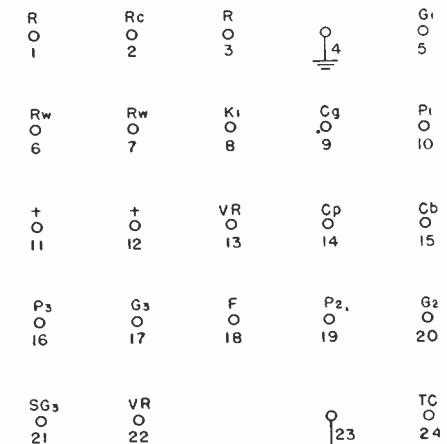 R Rc R G1
1 2 3 4 5
Rw Rw K1 Cg P1
6 7 8 9 10
+ + VR Cp Cb
11 12 13 14 15
P3 G3 F P2 G2
16 17 18 19 20
SG3 VR TC
21 22 23 24